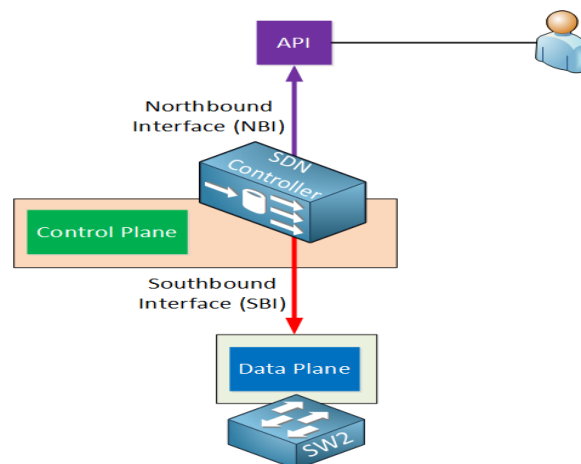 API
Northbound
Interface (NBI)
SDN
Controller
Control Plane
Southbound
Interface (SBI)
Data Plane
SW2